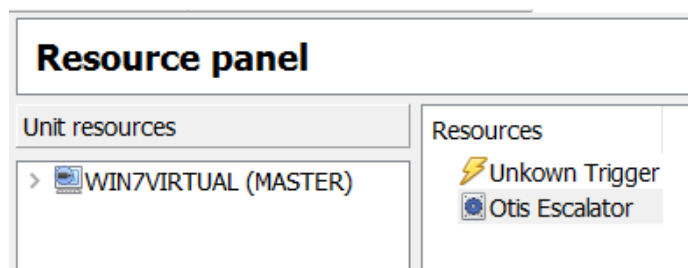 Resource panel
Unit resources
Resources
WIN7VIRTUAL (MASTER)
Unkown Trigger
Otis Escalator